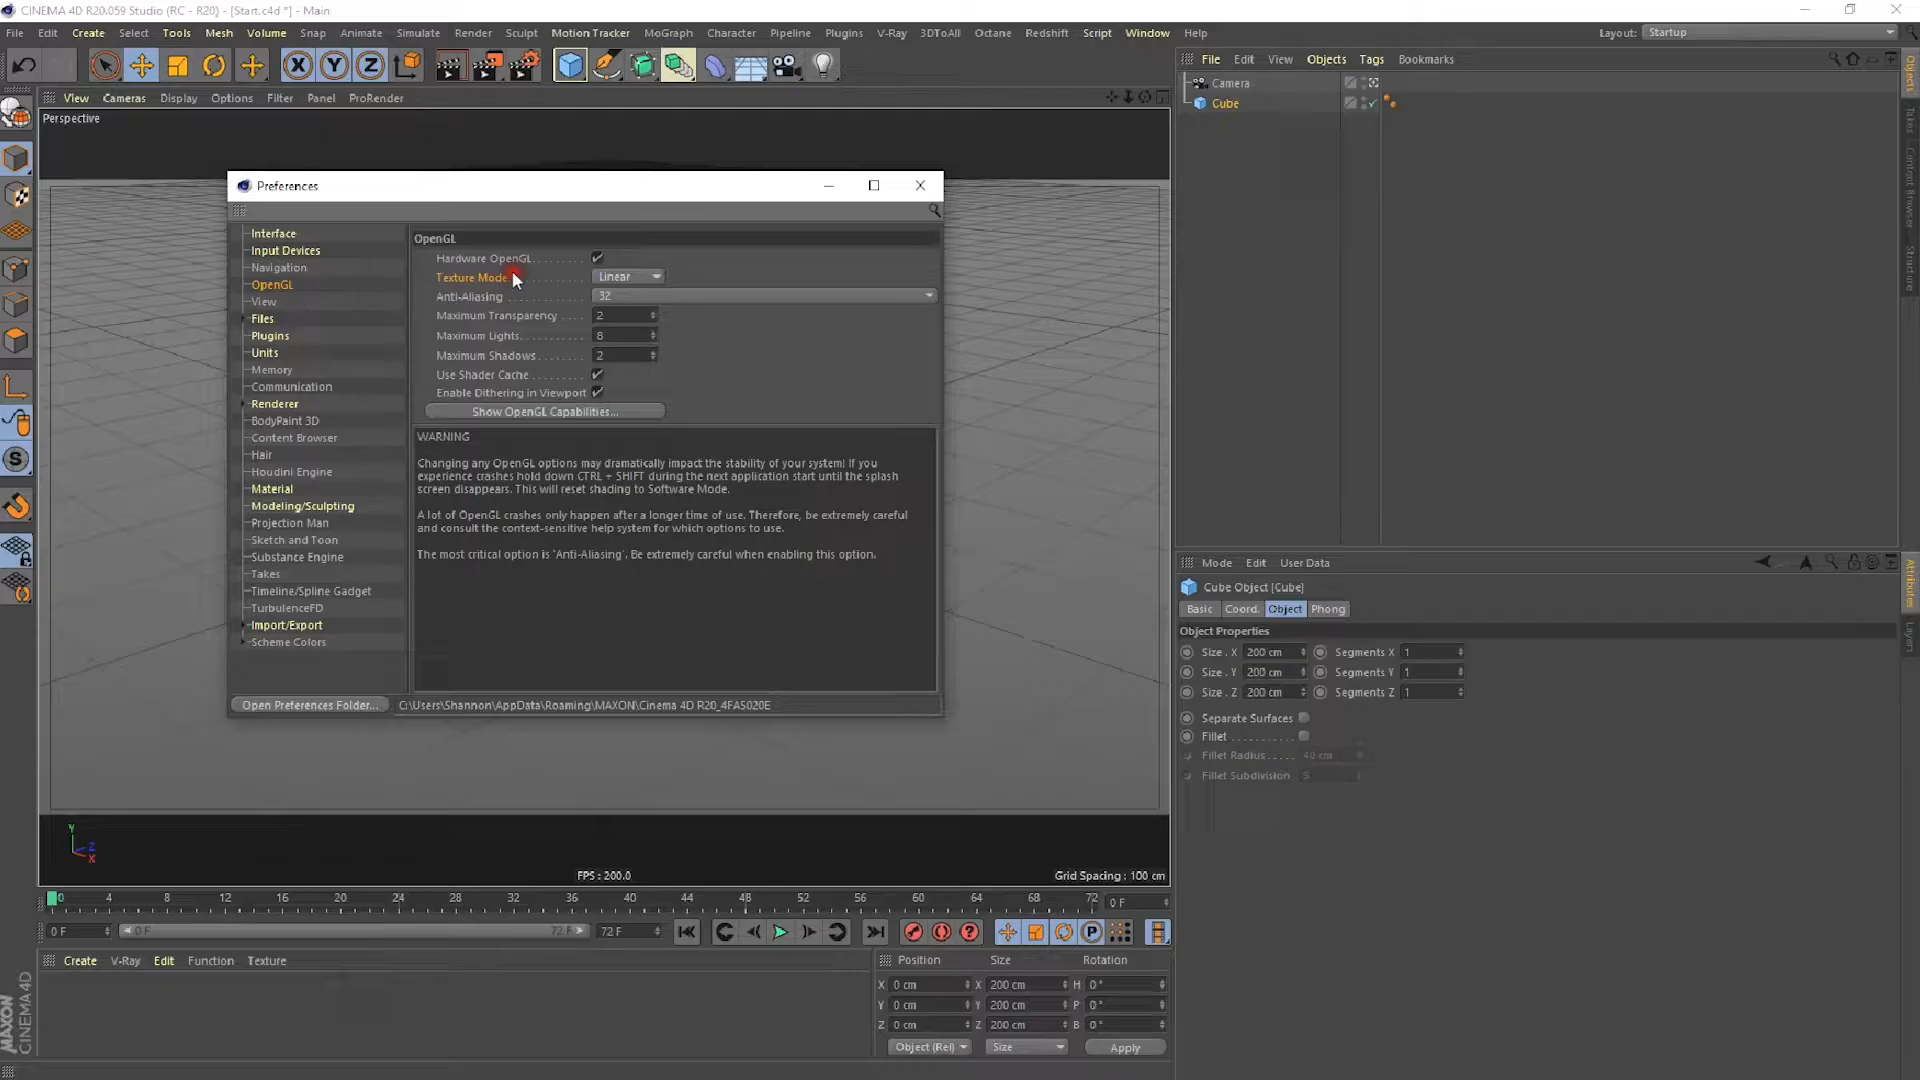 CINEMA 4D R20.059 Studio (RC - R20) - [Start.c4d *] - Main
File Edit Create Select Tools Mesh Volume Snap Animate Simulate Render Sculpt Motion Tracker MoGraph Character Pipeline Plugins V-Ray 3DToAll Octane Redshift Script Window Help
Layout: Startup
View Cameras Display Options Filter Panel ProRender
Perspective
Preferences
Interface
Input Devices
Navigation
OpenGL
View
Files
Plugins
Units
Memory
Communication
Renderer
BodyPaint 3D
Content Browser
Hair
Houdini Engine
Material
Modeling/Sculpting
Projection Man
Sketch and Toon
Substance Engine
Takes
Timeline/Spline Gadget
TurbulenceFD
Import/Export
Scheme Colors
OpenGL
Hardware OpenGL
Texture Mode Linear
Anti-Aliasing 32
Maximum Transparency 2
Maximum Lights 8
Maximum Shadows 2
Use Shader Cache
Enable Dithering in Viewport
Show OpenGL Capabilities...
WARNING
Changing any OpenGL options may dramatically impact the stability of your system! If you
experience crashes hold down CTRL + SHIFT during the next application start until the splash
screen disappears. This will reset shading to Software Mode.
A lot of OpenGL crashes only happen after a longer time of use. Therefore, be extremely careful
and consult the context-sensitive help system for which options to use.
The most critical option is 'Anti-Aliasing'. Be extremely careful when enabling this option.
Open Preferences Folder... C:\Users\Shannon\AppData\Roaming\MAXON\Cinema 4D R20_4FA5020E
Y
Z
X
FPS : 200.0
Grid Spacing : 100 cm
0 4 8 12 16 20 24 28 32 36 40 44 48 52 56 60 64 68 72 0 F
0 F 0 F 72 F 72 F
Create V-Ray Edit Function Texture
Position Size Rotation
X 0 cm X 200 cm H 0 °
Y 0 cm Y 200 cm P 0 °
Z 0 cm Z 200 cm B 0 °
Object (Rel) Size Apply
MAXON
CINEMA 4D
File Edit View Objects Tags Bookmarks
Camera
Cube
Objects
Takes
Content Browser
Structure
Mode Edit User Data
Cube Object [Cube]
Basic Coord. Object Phong
Object Properties
Size . X 200 cm Segments X 1
Size . Y 200 cm Segments Y 1
Size . Z 200 cm Segments Z 1
Separate Surfaces
Fillet
Fillet Radius 40 cm
Fillet Subdivision 5
Attributes
Layers